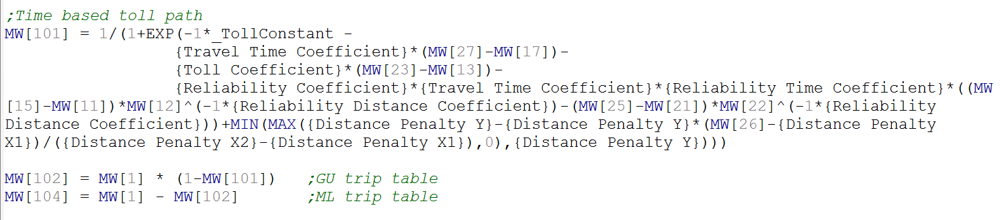 ;Time based toll path
MW[101] = 1/(1+EXP(-1*_TollConstant -
{Travel Time Coefficient}*(MW[27]-MW[17])-
{Toll Coefficient}*(MW[23]-MW[13])-
{Reliability Coefficient}*{Travel Time Coefficient}*{Reliability Time Coefficient}*((MW
[15]-MW[11])*MW[12]^(-1*{Reliability Distance Coefficient})-(MW[25]-MW[21])*MW[22]^(-1*{Reliability
Distance Coefficient}))+MIN(MAX({Distance Penalty Y}-{Distance Penalty Y}*(MW[26]-{Distance Penalty
X1})/({Distance Penalty X2}-{Distance Penalty X1}),0),{Distance Penalty Y})))
MW[102] = MW[1] * (1-MW[101]) ;GU trip table
MW[104] = MW[1] - MW[102] ;ML trip table